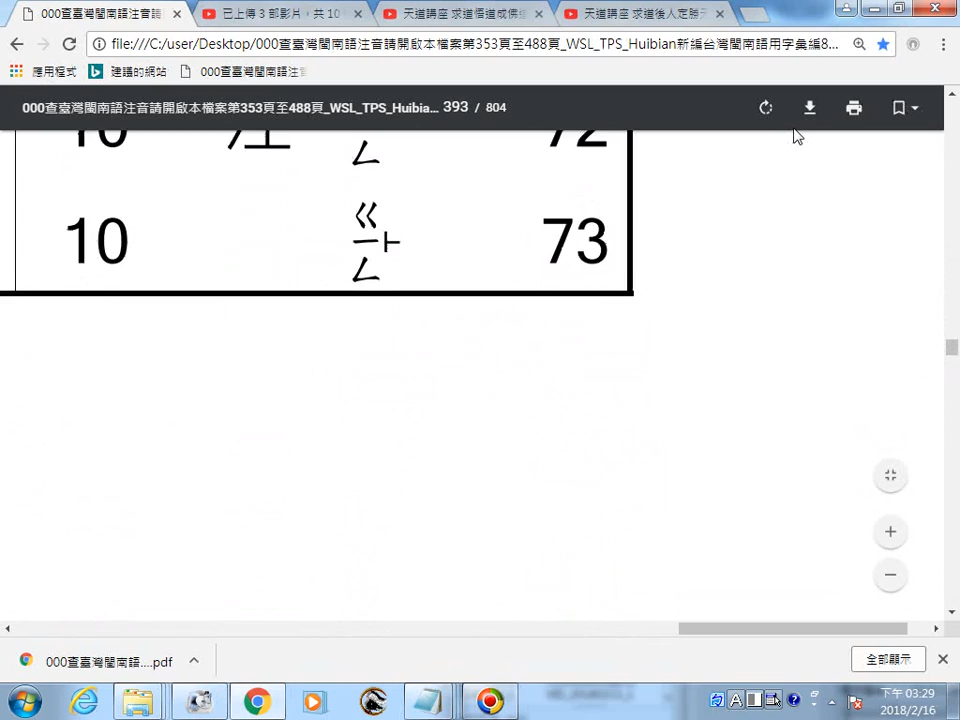 000查臺灣閩南語注音請
已上傳 3 部影片，共 10
天道講座 求道悟道成佛
天道講座 求道後人定勝天
file:///C:/user/Desktop/000查臺灣閩南語注音請開啟本檔案第353頁至488頁_WSL_TPS_Huibian新編台灣閩南語用字彙編8...
應用程式
建議的網站
000查臺灣閩南語注音
000查臺灣閩南語注音請開啟本檔案第353頁至488頁_WSL_TPS_Huibia... 393 / 804
10 72
ㄥ
10 ㄍㄧㄥ⊦ 73
000查臺灣閩南語....pdf
全部顯示
下午 03:29
2018/2/16